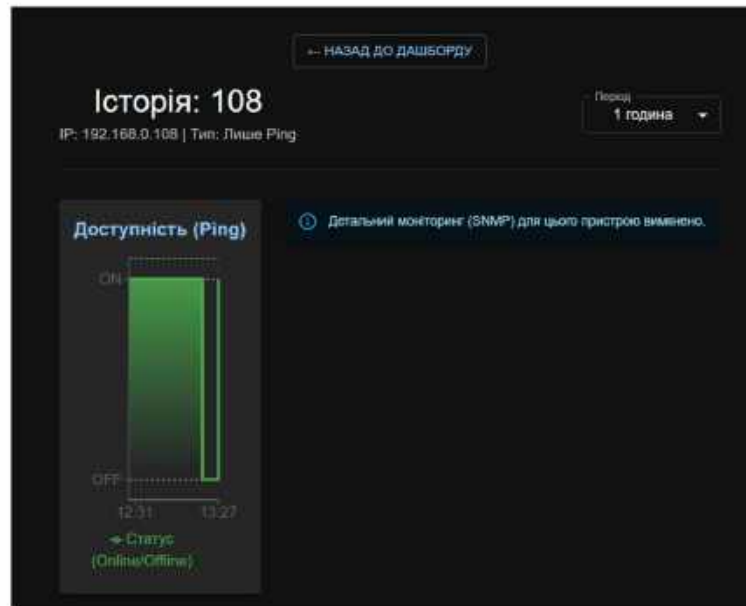 ← НАЗАД ДО ДАШБОРДУ
Історія: 108
IP: 192.168.0.108 | Тип: Лише Ping
Період
1 година
Доступність (Ping)
Детальний моніторинг (SNMP) для цього пристрою вимкнено.
ON
OFF
12:31
13:27
Статус
(Online/Offline)